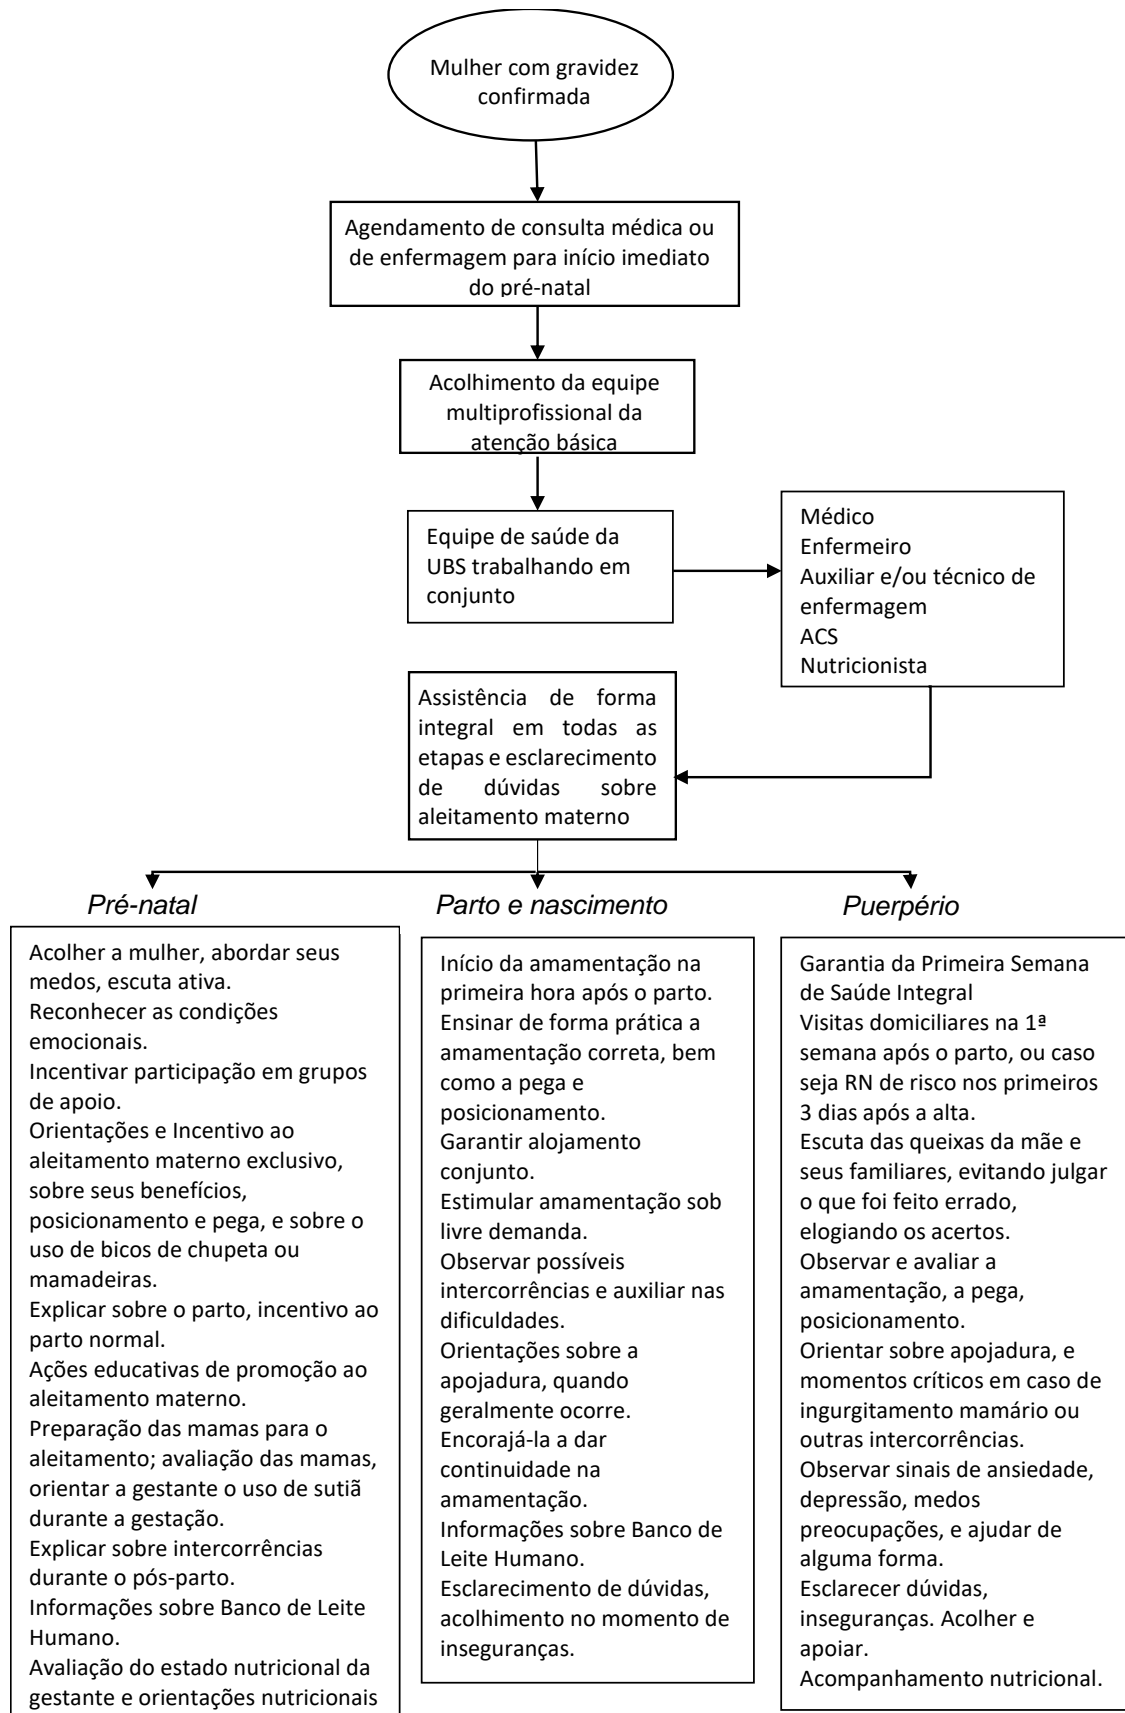 Mulher com gravidez
confirmada
Agendamento de consulta médica ou
de enfermagem para início imediato
do pré-natal
Acolhimento da equipe
multiprofissional da
atenção básica
Equipe de saúde da
UBS trabalhando em
conjunto
Médico
Enfermeiro
Auxiliar e/ou técnico de
enfermagem
ACS
Nutricionista
Assistência de forma
integral em todas as
etapas e esclarecimento
de dúvidas sobre
aleitamento materno
Pré-natal
Acolher a mulher, abordar seus
medos, escuta ativa.
Reconhecer as condições
emocionais.
Incentivar participação em grupos
de apoio.
Orientações e Incentivo ao
aleitamento materno exclusivo,
sobre seus benefícios,
posicionamento e pega, e sobre o
uso de bicos de chupeta ou
mamadeiras.
Explicar sobre o parto, incentivo ao
parto normal.
Ações educativas de promoção ao
aleitamento materno.
Preparação das mamas para o
aleitamento; avaliação das mamas,
orientar a gestante o uso de sutiã
durante a gestação.
Explicar sobre intercorrências
durante o pós-parto.
Informações sobre Banco de Leite
Humano.
Avaliação do estado nutricional da
gestante e orientações nutricionais
Parto e nascimento
Início da amamentação na
primeira hora após o parto.
Ensinar de forma prática a
amamentação correta, bem
como a pega e
posicionamento.
Garantir alojamento
conjunto.
Estimular amamentação sob
livre demanda.
Observar possíveis
intercorrências e auxiliar nas
dificuldades.
Orientações sobre a
apojadura, quando
geralmente ocorre.
Encorajá-la a dar
continuidade na
amamentação.
Informações sobre Banco de
Leite Humano.
Esclarecimento de dúvidas,
acolhimento no momento de
inseguranças.
Puerpério
Garantia da Primeira Semana
de Saúde Integral
Visitas domiciliares na 1ª
semana após o parto, ou caso
seja RN de risco nos primeiros
3 dias após a alta.
Escuta das queixas da mãe e
seus familiares, evitando julgar
o que foi feito errado,
elogiando os acertos.
Observar e avaliar a
amamentação, a pega,
posicionamento.
Orientar sobre apojadura, e
momentos críticos em caso de
ingurgitamento mamário ou
outras intercorrências.
Observar sinais de ansiedade,
depressão, medos
preocupações, e ajudar de
alguma forma.
Esclarecer dúvidas,
inseguranças. Acolher e
apoiar.
Acompanhamento nutricional.